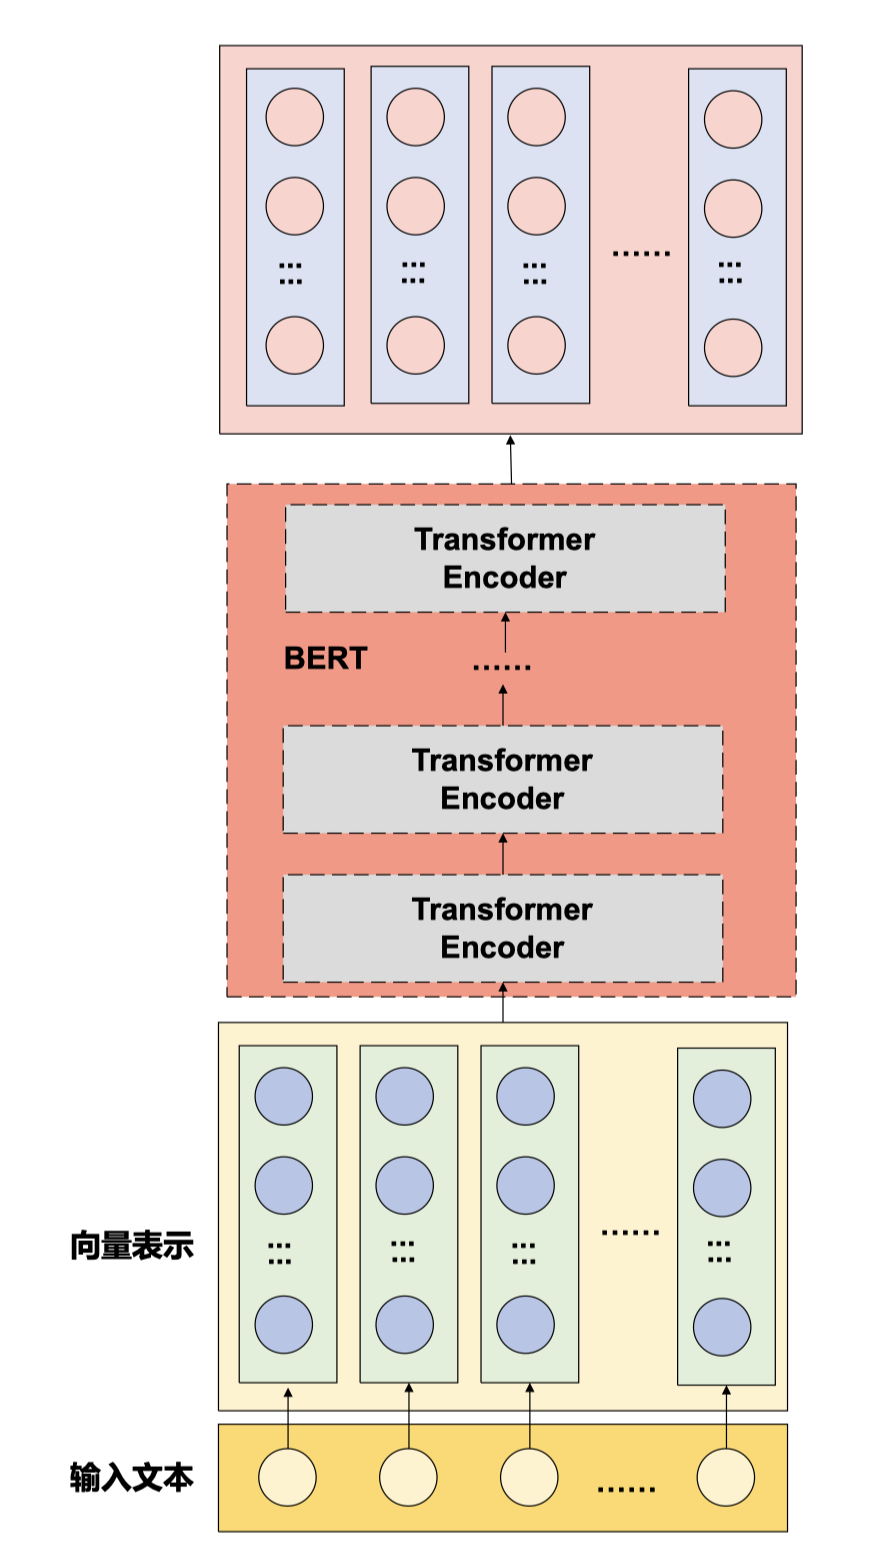 Transformer
Encoder
BERT
......
Transformer
Encoder
Transformer
Encoder
向量表示
......
输入文本
......